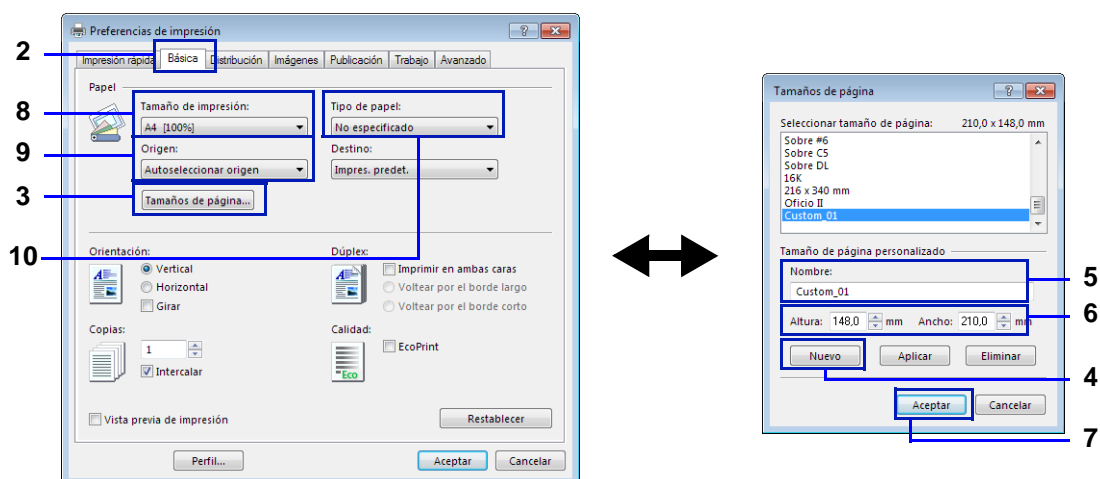 Preferencias de impresión
2
Impresión rápida Básica Distribución Imágenes Publicación Trabajo Avanzado
Papel
8
Tamaño de impresión: Tipo de papel:
A4 [100%] No especificado
9
Origen: Destino:
Autoseleccionar origen Impres. predet.
3
Tamaños de página...
10
Orientación: Dúplex:
Vertical Imprimir en ambas caras
Horizontal Voltear por el borde largo
Girar Voltear por el borde corto
Copias: Calidad:
1 EcoPrint
Intercalar
Eco
Vista previa de impresión Restablecer
Perfil... Aceptar Cancelar
Tamaños de página
Seleccionar tamaño de página: 210,0 x 148,0 mm
Sobre #6
Sobre C5
Sobre DL
16K
216 x 340 mm
Oficio II
Custom_01
Tamaño de página personalizado
Nombre:
5
Custom_01
6
Altura: 148,0 mm Ancho: 210,0 mm
Nuevo Aplicar Eliminar
4
Aceptar Cancelar
7